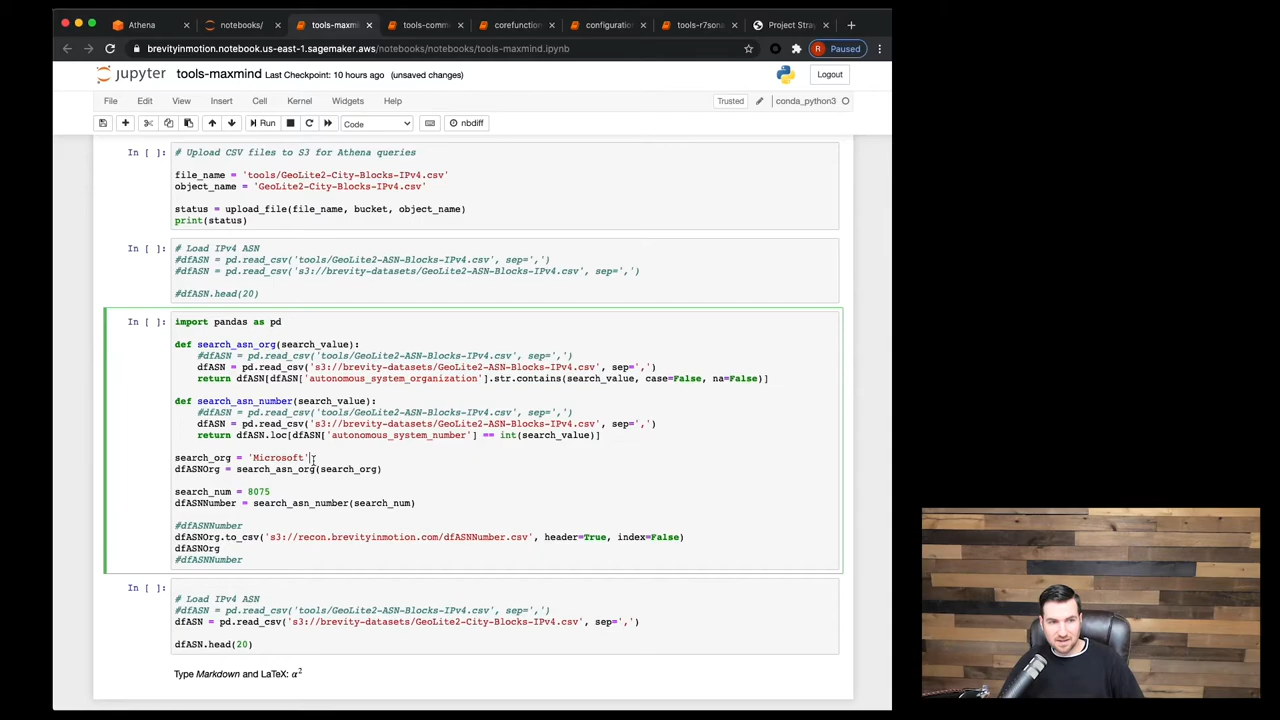 Athena
notebooks/
tools-maxm
tools-comm
corefunction
configuration
tools-r7sona
Project Stra
brevityinmotion.notebook.us-east-1.sagemaker.aws/notebooks/notebooks/tools-maxmind.ipynb
R
Paused
jupyter tools-maxmind Last Checkpoint: 10 hours ago (unsaved changes)
Logout
File Edit View Insert Cell Kernel Widgets Help
Trusted
conda_python3
Run
Code
nbdiff
In [ ]:
# Upload CSV files to S3 for Athena queries
file_name = 'tools/GeoLite2-City-Blocks-IPv4.csv'
object_name = 'GeoLite2-City-Blocks-IPv4.csv'
status = upload_file(file_name, bucket, object_name)
print(status)
In [ ]:
# Load IPv4 ASN
#dfASN = pd.read_csv('tools/GeoLite2-ASN-Blocks-IPv4.csv', sep=',')
#dfASN = pd.read_csv('s3://brevity-datasets/GeoLite2-ASN-Blocks-IPv4.csv', sep=',')
#dfASN.head(20)
In [ ]:
import pandas as pd
def search_asn_org(search_value):
#dfASN = pd.read_csv('tools/GeoLite2-ASN-Blocks-IPv4.csv', sep=',')
dfASN = pd.read_csv('s3://brevity-datasets/GeoLite2-ASN-Blocks-IPv4.csv', sep=',')
return dfASN[dfASN['autonomous_system_organization'].str.contains(search_value, case=False, na=False)]
def search_asn_number(search_value):
#dfASN = pd.read_csv('tools/GeoLite2-ASN-Blocks-IPv4.csv', sep=',')
dfASN = pd.read_csv('s3://brevity-datasets/GeoLite2-ASN-Blocks-IPv4.csv', sep=',')
return dfASN.loc[dfASN['autonomous_system_number'] == int(search_value)]
search_org = 'Microsoft'
dfASNOrg = search_asn_org(search_org)
search_num = 8075
dfASNNumber = search_asn_number(search_num)
#dfASNNumber
dfASNOrg.to_csv('s3://recon.brevityinmotion.com/dfASNNumber.csv', header=True, index=False)
dfASNOrg
#dfASNNumber
In [ ]:
# Load IPv4 ASN
#dfASN = pd.read_csv('tools/GeoLite2-ASN-Blocks-IPv4.csv', sep=',')
dfASN = pd.read_csv('s3://brevity-datasets/GeoLite2-City-Blocks-IPv4.csv', sep=',')
dfASN.head(20)
Type Markdown and LaTeX: α²